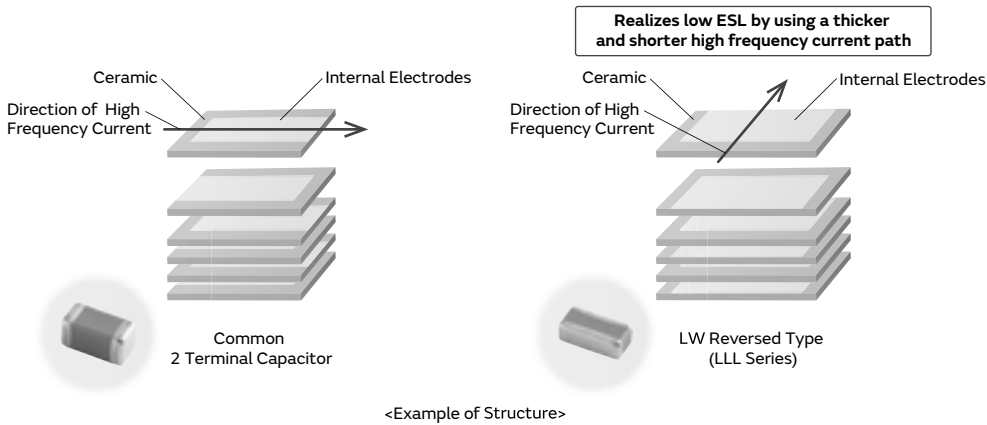 Realizes low ESL by using a thicker
and shorter high frequency current path
Ceramic
Internal Electrodes
Direction of High
Frequency Current
Common
2 Terminal Capacitor
Ceramic
Internal Electrodes
Direction of High
Frequency Current
LW Reversed Type
(LLL Series)
<Example of Structure>